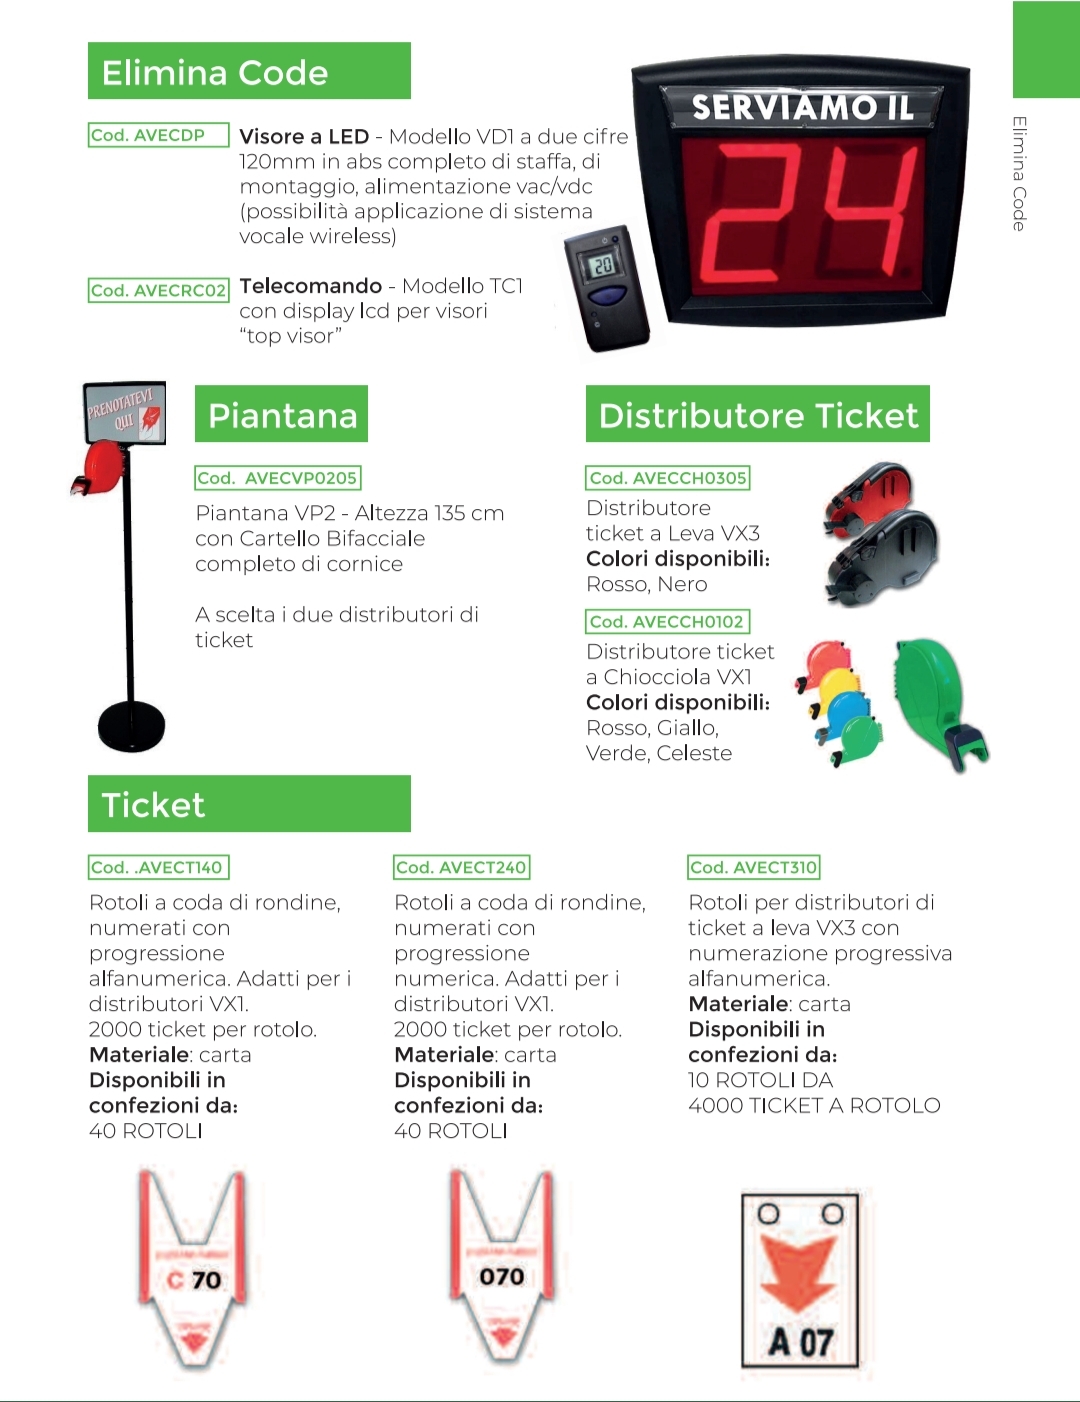 Elimina Code
Cod. AVECDP
Visore a LED - Modello VD1 a due cifre
120mm in abs completo di staffa, di
montaggio, alimentazione vac/vdc
(possibilità applicazione di sistema
vocale wireless)
Cod. AVECRC02
Telecomando - Modello TC1
con display lcd per visori
“top visor”
SERVIAMO IL
24
20
Elimina Code
PRENOTATEVI
QUI
Piantana
Cod. AVECVP0205
Piantana VP2 - Altezza 135 cm
con Cartello Bifacciale
completo di cornice
A scelta i due distributori di
ticket
Distributore Ticket
Cod. AVECCH0305
Distributore
ticket a Leva VX3
Colori disponibili:
Rosso, Nero
Cod. AVECCH0102
Distributore ticket
a Chiocciola VX1
Colori disponibili:
Rosso, Giallo,
Verde, Celeste
Ticket
Cod. .AVECT140
Rotoli a coda di rondine,
numerati con
progressione
alfanumerica. Adatti per i
distributori VX1.
2000 ticket per rotolo.
Materiale: carta
Disponibili in
confezioni da:
40 ROTOLI
C 70
Cod. AVECT240
Rotoli a coda di rondine,
numerati con
progressione
numerica. Adatti per i
distributori VX1.
2000 ticket per rotolo.
Materiale: carta
Disponibili in
confezioni da:
40 ROTOLI
070
Cod. AVECT310
Rotoli per distributori di
ticket a leva VX3 con
numerazione progressiva
alfanumerica.
Materiale: carta
Disponibili in
confezioni da:
10 ROTOLI DA
4000 TICKET A ROTOLO
A 07